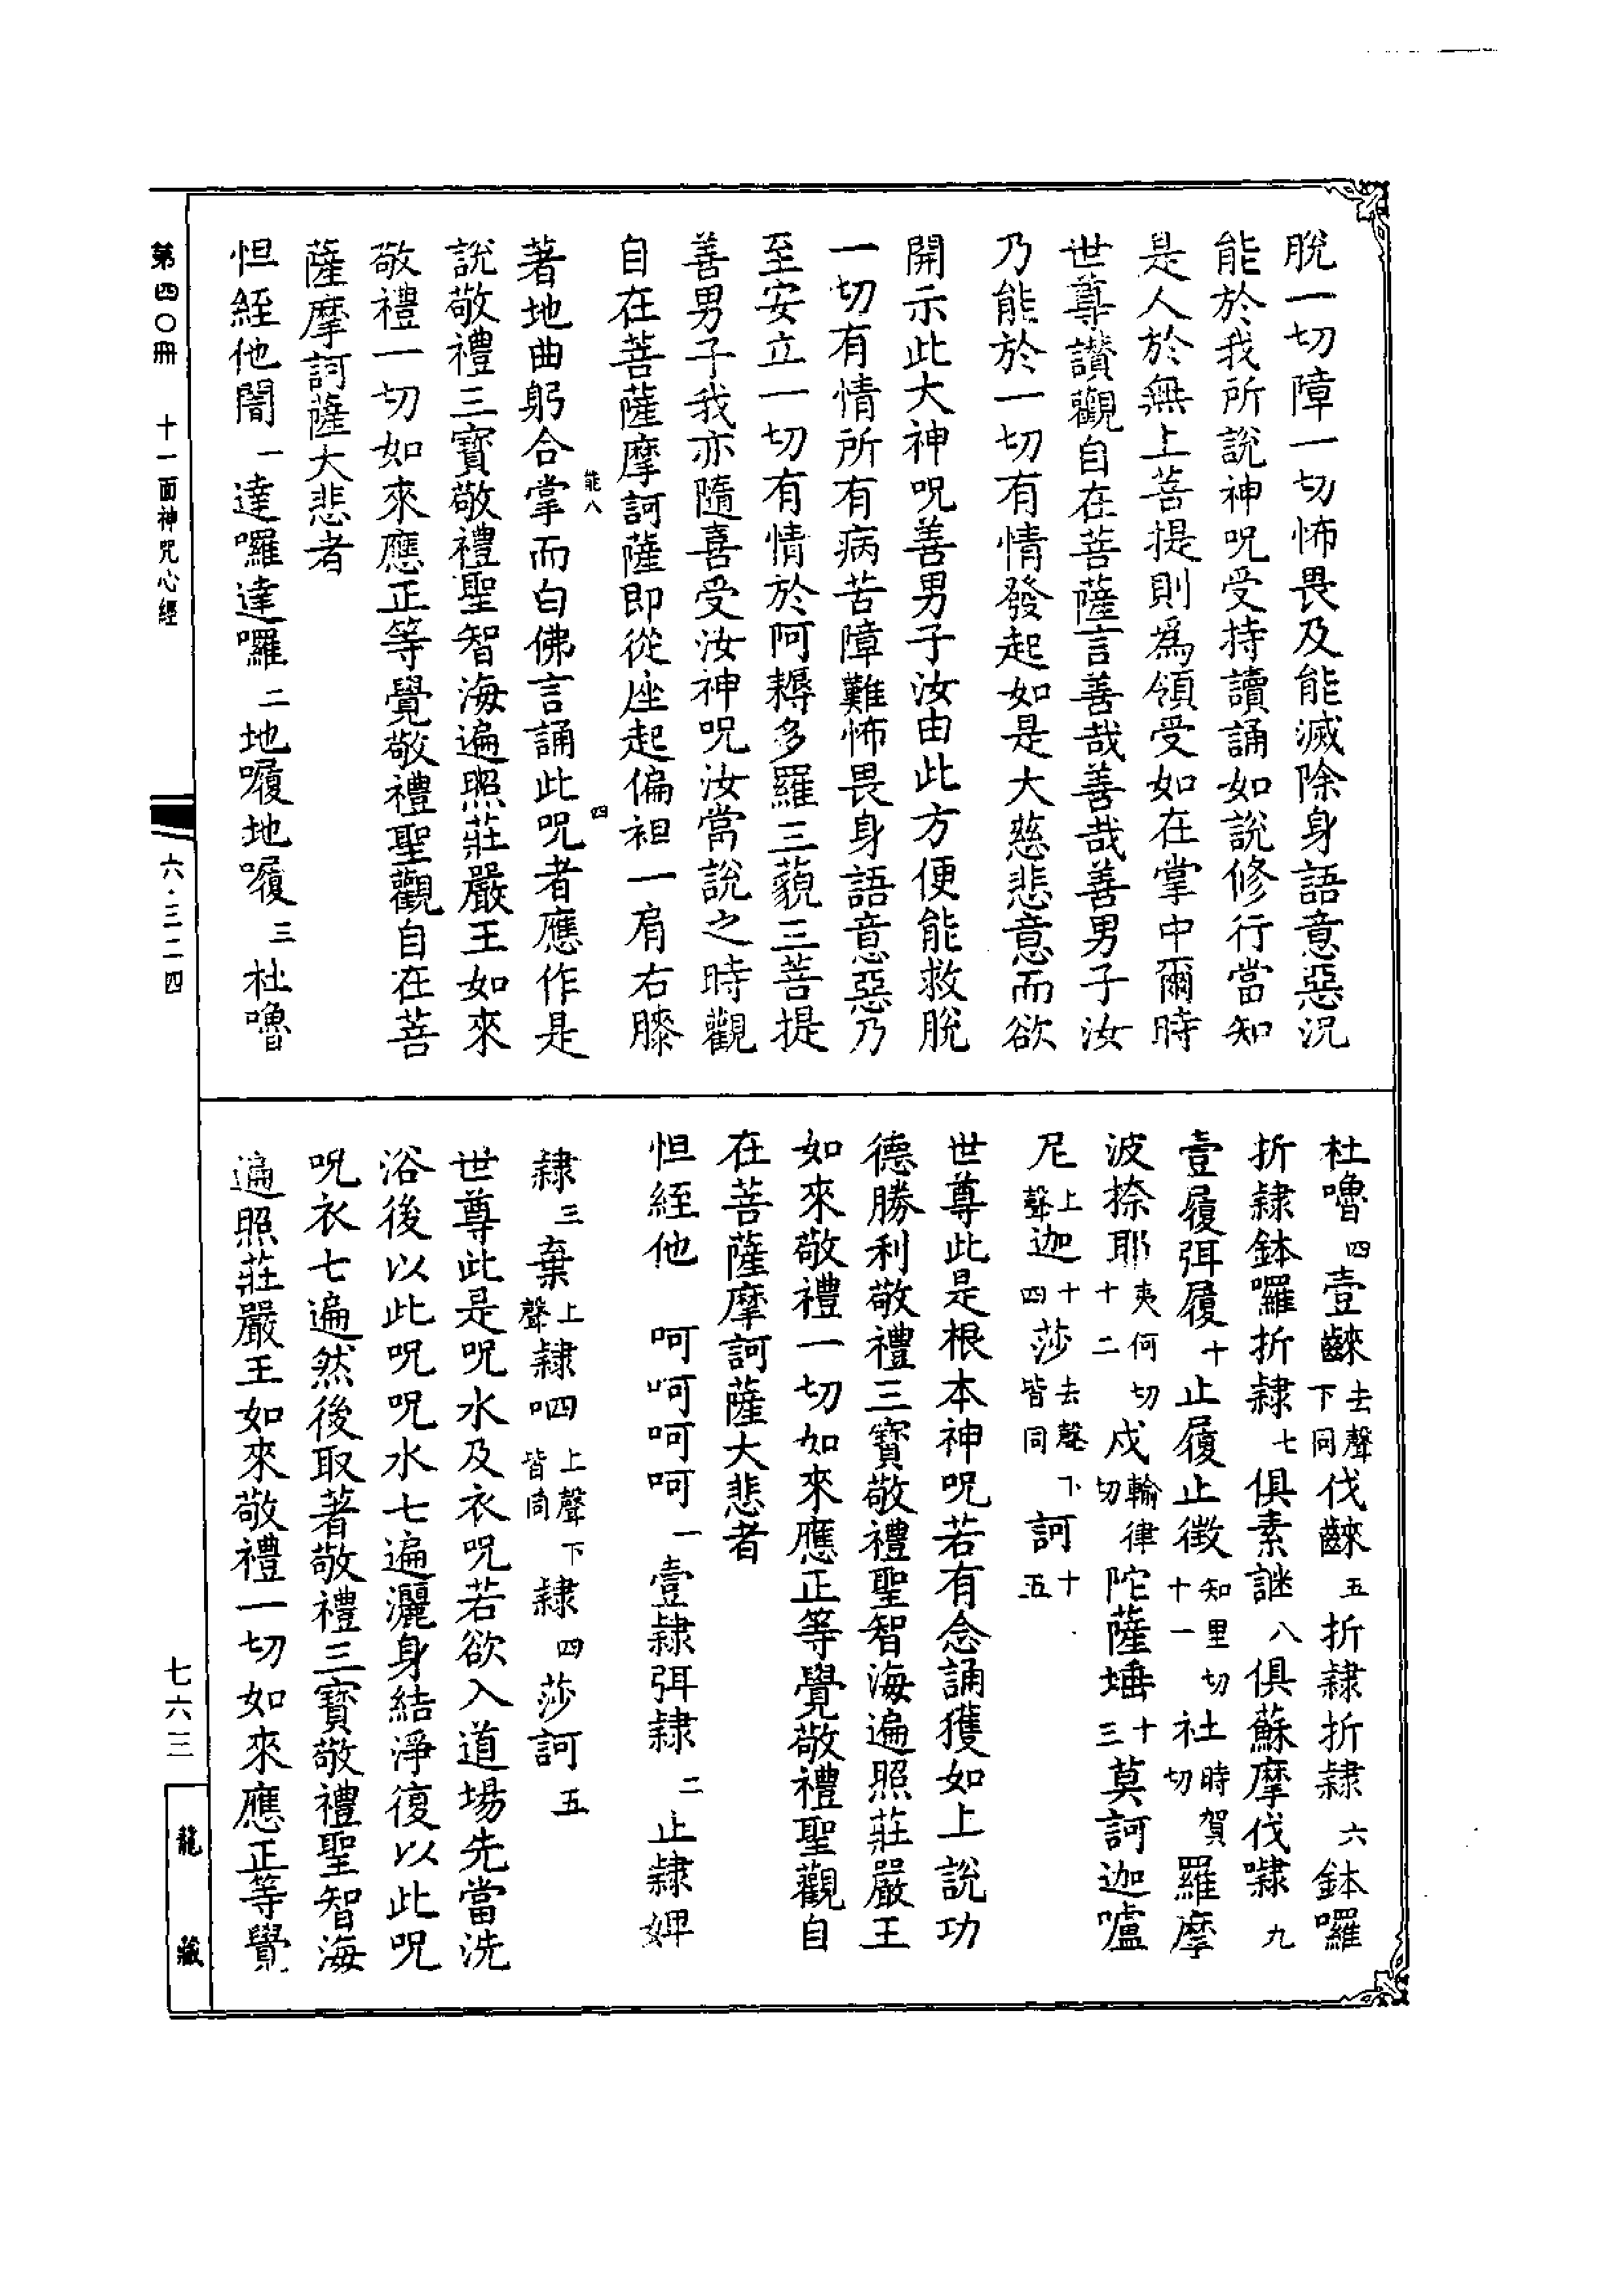 脫一切障一切怖畏及能滅除身語意惡況
能於我所說神呪受持讀誦如說修行當知
是人於無上菩提則為領受如在掌中爾時
世尊讚觀自在菩薩言善哉善哉善男子汝
乃能於一切有情發起如是大慈悲意而欲
開示此大神呪善男子汝由此方便能救脫
一切有情所有病苦障難怖畏身語意惡乃
至安立一切有情於阿耨多羅三藐三菩提
善男子我亦隨喜受汝神呪汝當說之時觀
自在菩薩摩訶薩即從座起偏袒一肩右膝
能八 四
著地曲躬合掌而白佛言誦此呪者應作是
說敬禮三寶敬禮聖智海遍照莊嚴王如來
敬禮一切如來應正等覺敬禮聖觀自在菩
薩摩訶薩大悲者
怛絰他闇一達囉達囉二地𡂰地𡂰三杜嚕
杜嚕四壹𪘨去聲下同伐𪘨五折隸折隸六鉢囉
折隸鉢囉折隸七俱素謎八俱蘇摩伐㘑九
壹履弭履十止履止徵知里切十一社時賀切羅摩
波捺耶夷何切十二戍輸律切陀薩埵十三莫訶迦嚧
尼上聲迦十四莎去聲下皆同訶十五
世尊此是根本神呪若有念誦獲如上說功
德勝利敬禮三寶敬禮聖智海遍照莊嚴王
如來敬禮一切如來應正等覺敬禮聖觀自
在菩薩摩訶薩大悲者
怛絰他 呵呵呵呵一壹隸弭隸二止隸婢
隸三棄上聲隸呬上聲下皆同隸四莎訶五
世尊此是呪水及衣呪若欲入道場先當洗
浴後以此呪呪水七遍灑身結淨復以此呪
呪衣七遍然後取著敬禮三寶敬禮聖智海
遍照莊嚴王如來敬禮一切如來應正等覺
第四〇冊 十一面神咒心經
六·三二四
七六三
龍藏